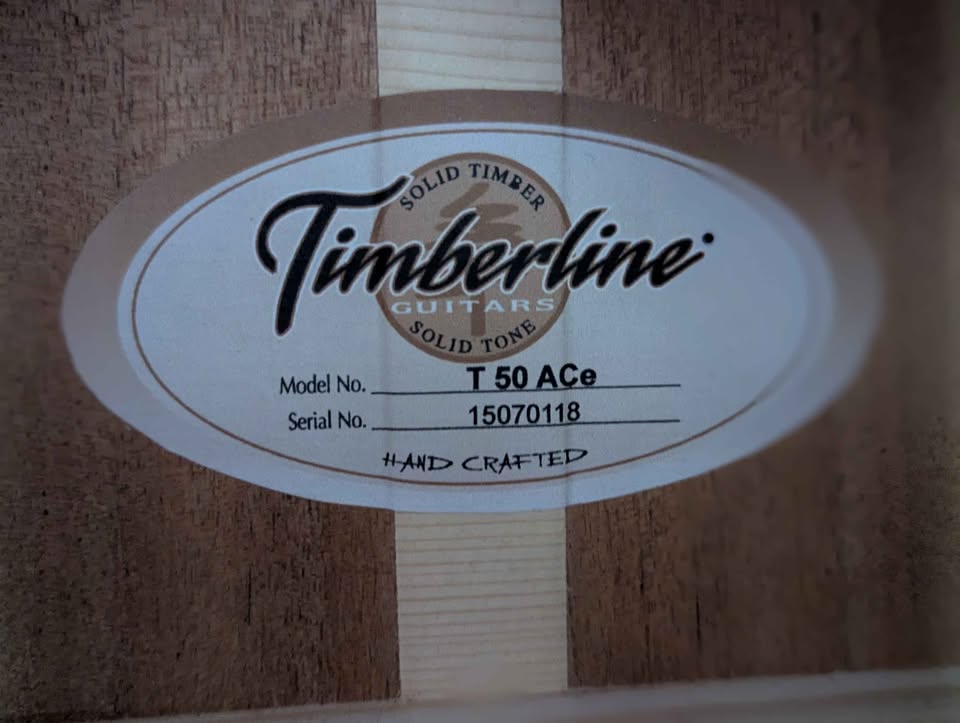 SOLID TIMBER
Timberline
GUITARS
SOLID TONE
Model No. T 50 ACe
Serial No. 15070118
HAND CRAFTED